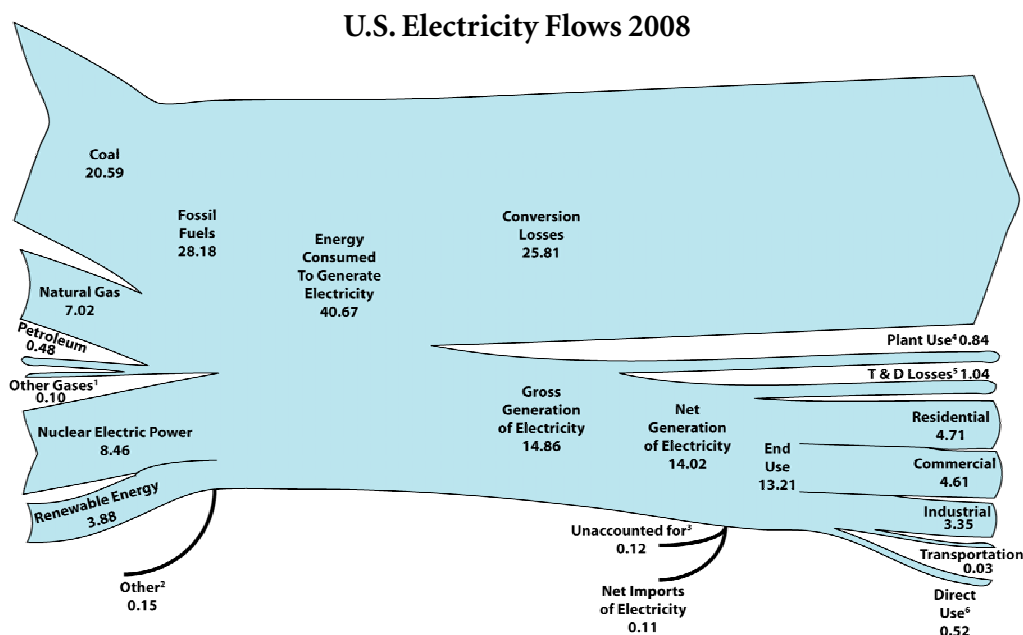 U.S. Electricity Flows 2008
Coal
20.59
Fossil
Fuels
28.18
Energy
Consumed
To Generate
Electricity
40.67
Conversion
Losses
25.81
Natural Gas
7.02
Petroleum
0.48
Other Gases¹
0.10
Nuclear Electric Power
8.46
Renewable Energy
3.88
Other²
0.15
Gross
Generation
of Electricity
14.86
Net
Generation
of Electricity
14.02
End
Use
13.21
Unaccounted for³
0.12
Net Imports
of Electricity
0.11
Plant Use⁴ 0.84
T & D Losses⁵ 1.04
Residential
4.71
Commercial
4.61
Industrial
3.35
Transportation
0.03
Direct
Use⁶
0.52